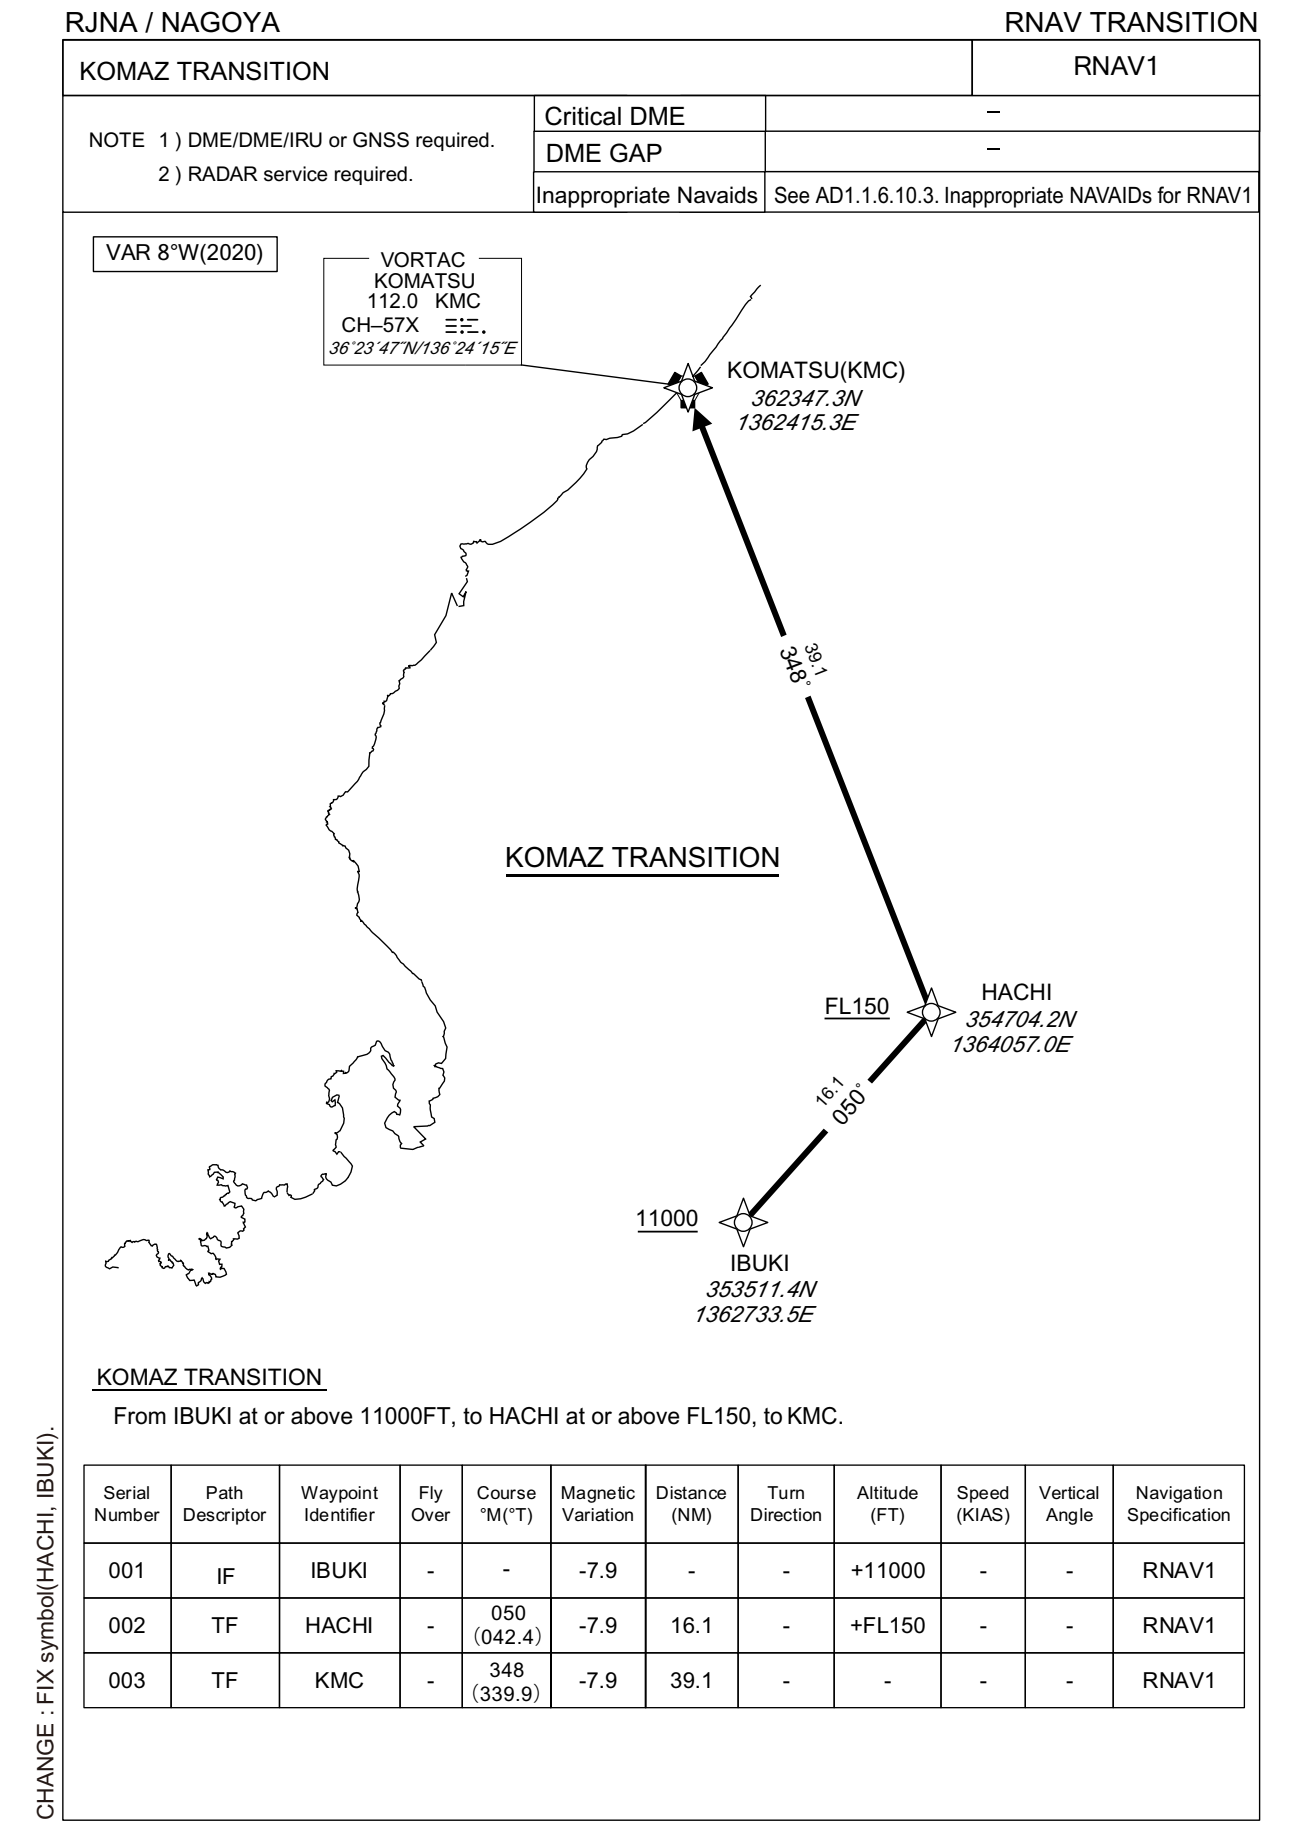 RJNA / NAGOYA
RNAV TRANSITION
KOMAZ TRANSITION
RNAV1
NOTE 1 ) DME/DME/IRU or GNSS required.
2 ) RADAR service required.
Critical DME –
DME GAP –
Inappropriate Navaids See AD1.1.6.10.3. Inappropriate NAVAIDs for RNAV1
VAR 8°W(2020)
VORTAC
KOMATSU
112.0 KMC
CH–57X
36°23′47″N/136°24′15″E
KOMATSU(KMC)
362347.3N
1362415.3E
39.1
348°
KOMAZ TRANSITION
FL150
HACHI
354704.2N
1364057.0E
16.1
050°
11000
IBUKI
353511.4N
1362733.5E
KOMAZ TRANSITION
From IBUKI at or above 11000FT, to HACHI at or above FL150, to KMC.
Serial Number Path Descriptor Waypoint Identifier Fly Over Course °M(°T) Magnetic Variation Distance (NM) Turn Direction Altitude (FT) Speed (KIAS) Vertical Angle Navigation Specification
001 IF IBUKI - - -7.9 - - +11000 - - RNAV1
002 TF HACHI - 050 (042.4) -7.9 16.1 - +FL150 - - RNAV1
003 TF KMC - 348 (339.9) -7.9 39.1 - - - - RNAV1
CHANGE : FIX symbol(HACHI, IBUKI).